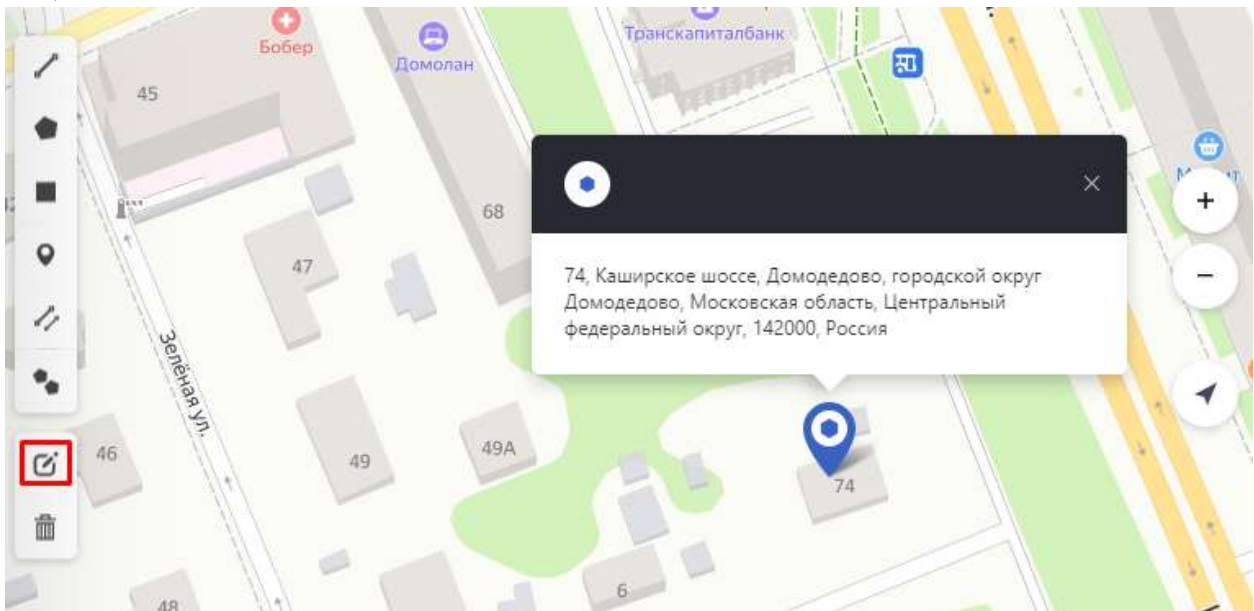 Бобер
Домолан
Транскапиталбанк
45
68
47
74, Каширское шоссе, Домодедово, городской округ
Домодедово, Московская область, Центральный
федеральный округ, 142000, Россия
+
−
Зелёная ул.
46
49
49А
74
6
48